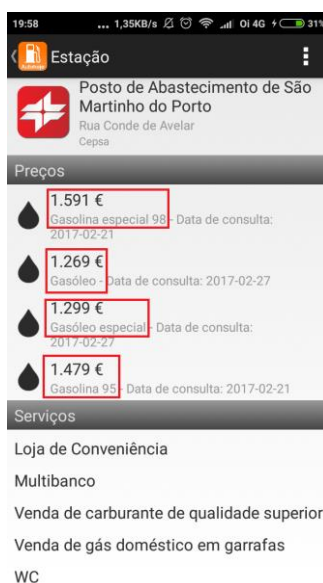 19:58 ... 1,35KB/s Oi 4G 31%
Estação
Posto de Abastecimento de São
Martinho do Porto
Rua Conde de Avelar
Cepsa
Preços
1.591 €
Gasolina especial 98 - Data de consulta:
2017-02-21
1.269 €
Gasóleo - Data de consulta: 2017-02-27
1.299 €
Gasóleo especial - Data de consulta:
2017-02-27
1.479 €
Gasolina 95 - Data de consulta: 2017-02-21
Serviços
Loja de Conveniência
Multibanco
Venda de carburante de qualidade superior
Venda de gás doméstico em garrafas
WC